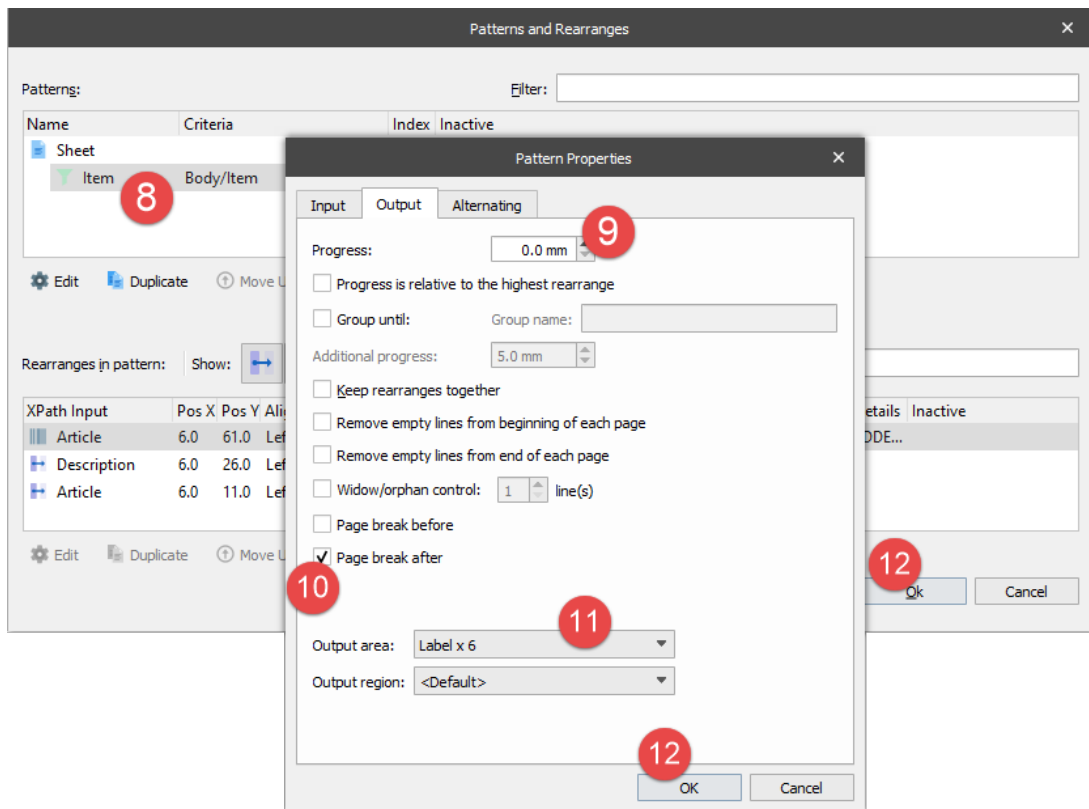 Patterns and Rearranges
Patterns:
Filter:
Name Criteria Index Inactive
Sheet
Item Body/Item
8
Edit Duplicate Move U
Rearranges in pattern: Show:
XPath Input Pos X Pos Y Ali etails Inactive
Article 6.0 61.0 Lef ODE...
Description 6.0 26.0 Lef
Article 6.0 11.0 Lef
Edit Duplicate Move U
12
Ok Cancel
Pattern Properties
Input Output Alternating
9
Progress: 0.0 mm
Progress is relative to the highest rearrange
Group until: Group name:
Additional progress: 5.0 mm
Keep rearranges together
Remove empty lines from beginning of each page
Remove empty lines from end of each page
Widow/orphan control: 1 line(s)
Page break before
Page break after
10
11
Output area: Label x 6
Output region: <Default>
12
OK Cancel